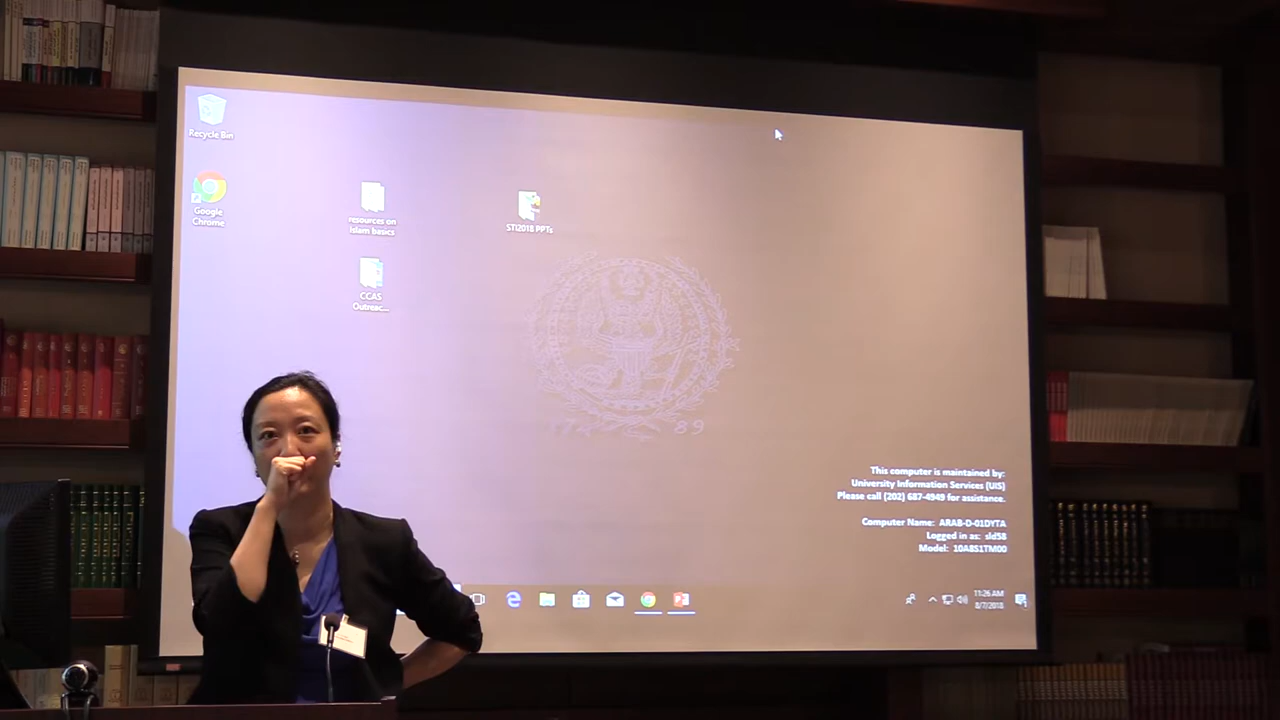 Recycle Bin
Google
Chrome
resources on
Islam basics
STI2018 PPTs
CCAS
Outreac...
17 89
This computer is maintained by:
University Information Services (UIS)
Please call (202) 687-4949 for assistance.
Computer Name: ARAB-D-01DYTA
Logged in as: sld58
Model: 10A8S1TM00
11:26 AM
8/7/2018